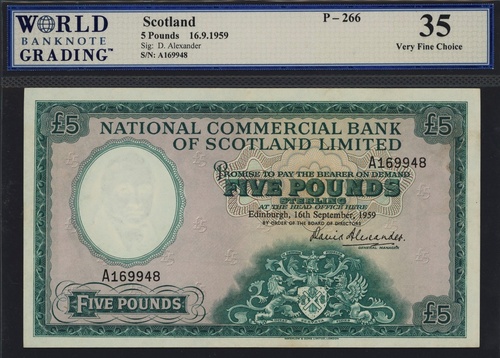 WORLD
BANKNOTE
GRADING™
Scotland
5 Pounds 16.9.1959
Sig: D. Alexander
S/N: A169948
P - 266
35
Very Fine Choice
£5
£5
NATIONAL COMMERCIAL BANK
OF SCOTLAND LIMITED
A169948
PROMISE TO PAY THE BEARER ON DEMAND
FIVE POUNDS
STERLING
AT THE HEAD OFFICE HERE
Edinburgh, 16th September, 1959
BY ORDER OF THE BOARD OF DIRECTORS
David Alexander.
GENERAL MANAGER
A169948
FIVE POUNDS
£5